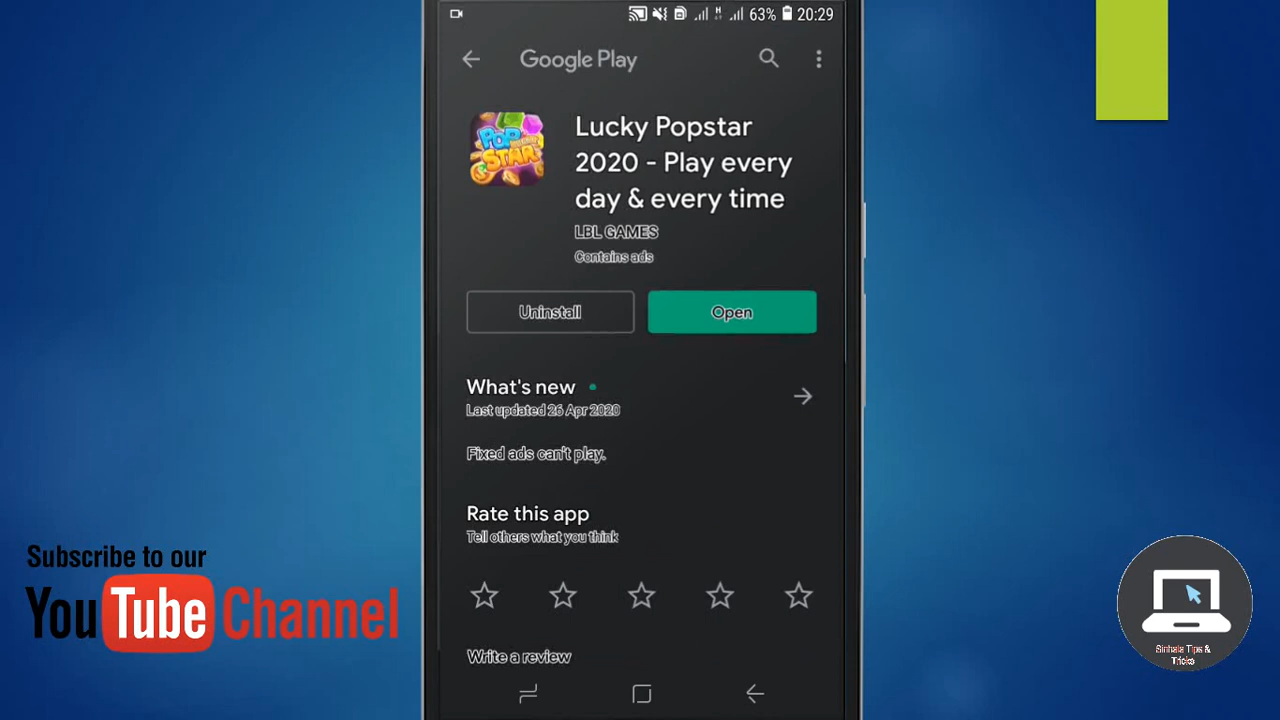 63% 20:29
Google Play
POP
STAR
Lucky Popstar
2020 - Play every
day & every time
LBL GAMES
Contains ads
Uninstall
Open
What's new
Last updated 26 Apr 2020
Fixed ads can't play.
Rate this app
Tell others what you think
Write a review
Subscribe to our
YouTube Channel
Sinhala Tips &
Tricks